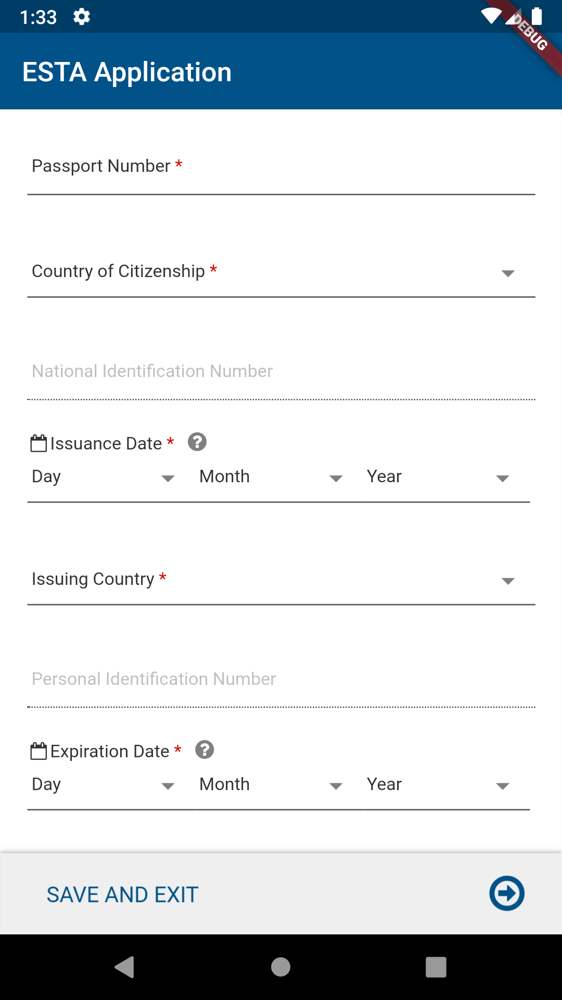 1:33
DEBUG
ESTA Application
Passport Number *
Country of Citizenship *
National Identification Number
Issuance Date * ?
Day Month Year
Issuing Country *
Personal Identification Number
Expiration Date * ?
Day Month Year
SAVE AND EXIT